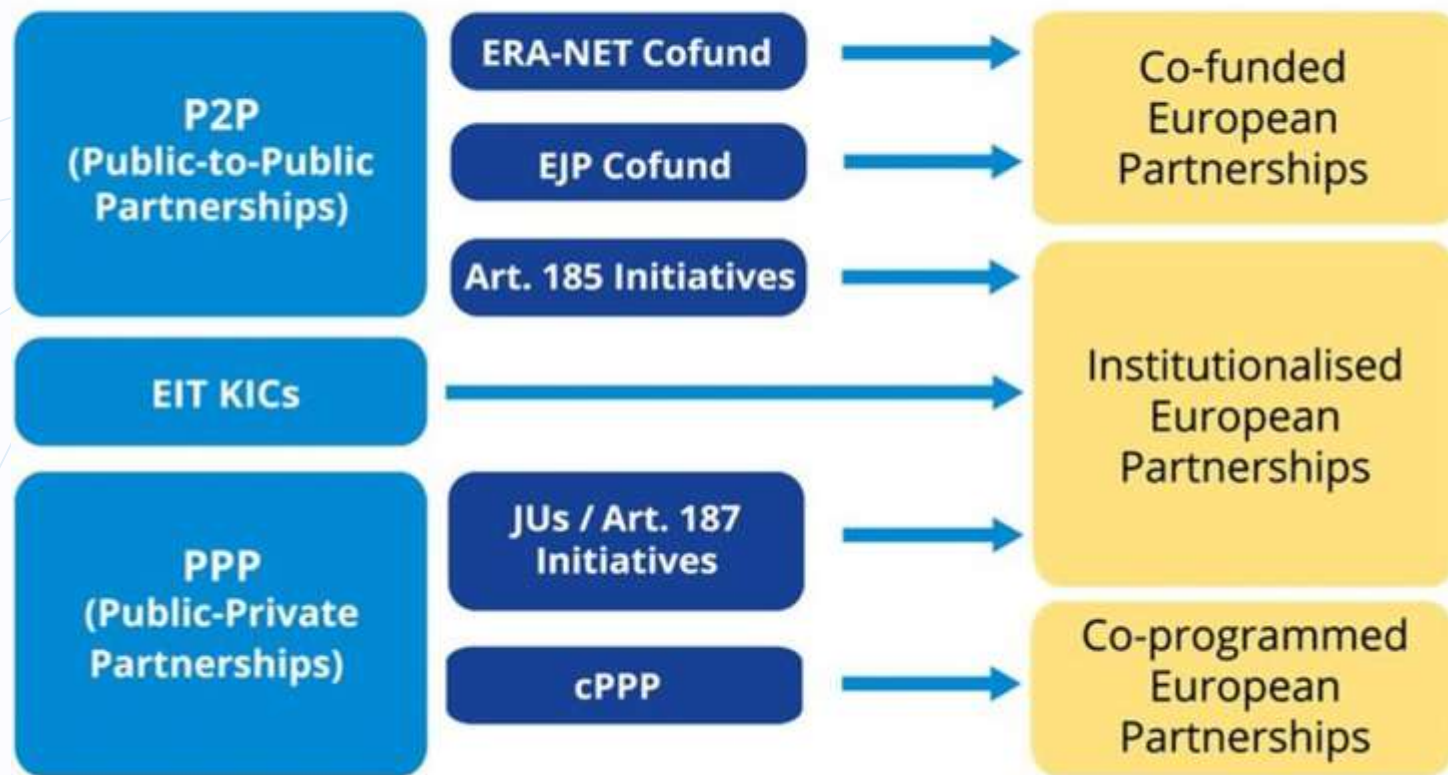 P2P
(Public-to-Public
Partnerships)
ERA-NET Cofund
EJP Cofund
Art. 185 Initiatives
Co-funded
European
Partnerships
EIT KICs
Institutionalised
European
Partnerships
PPP
(Public-Private
Partnerships)
JUs / Art. 187
Initiatives
cPPP
Co-programmed
European
Partnerships